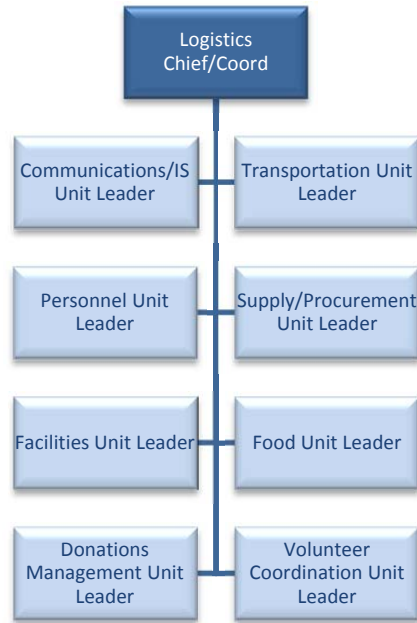 Logistics
Chief/Coord
Communications/IS
Unit Leader
Transportation Unit
Leader
Personnel Unit
Leader
Supply/Procurement
Unit Leader
Facilities Unit Leader
Food Unit Leader
Donations
Management Unit
Leader
Volunteer
Coordination Unit
Leader